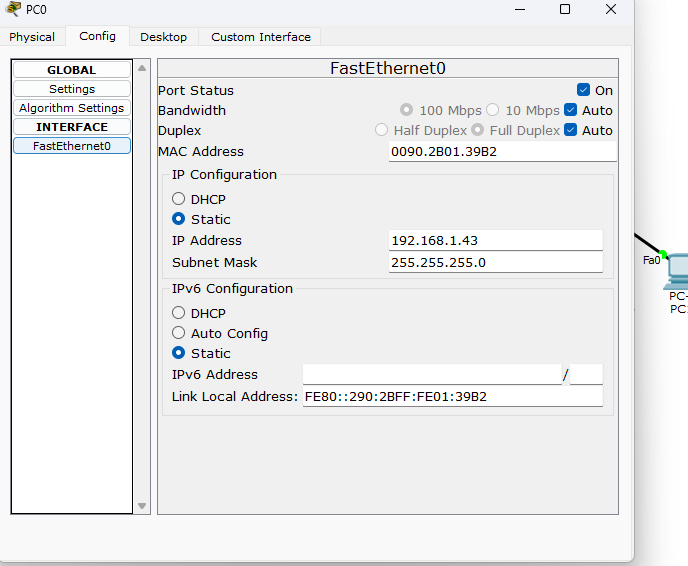 PC0
Physical Config Desktop Custom Interface
GLOBAL
Settings
Algorithm Settings
INTERFACE
FastEthernet0
FastEthernet0
Port Status On
Bandwidth 100 Mbps 10 Mbps Auto
Duplex Half Duplex Full Duplex Auto
MAC Address 0090.2B01.39B2
IP Configuration
DHCP
Static
IP Address 192.168.1.43
Subnet Mask 255.255.255.0
IPv6 Configuration
DHCP
Auto Config
Static
IPv6 Address /
Link Local Address: FE80::290:2BFF:FE01:39B2
Fa0
PC-
PC